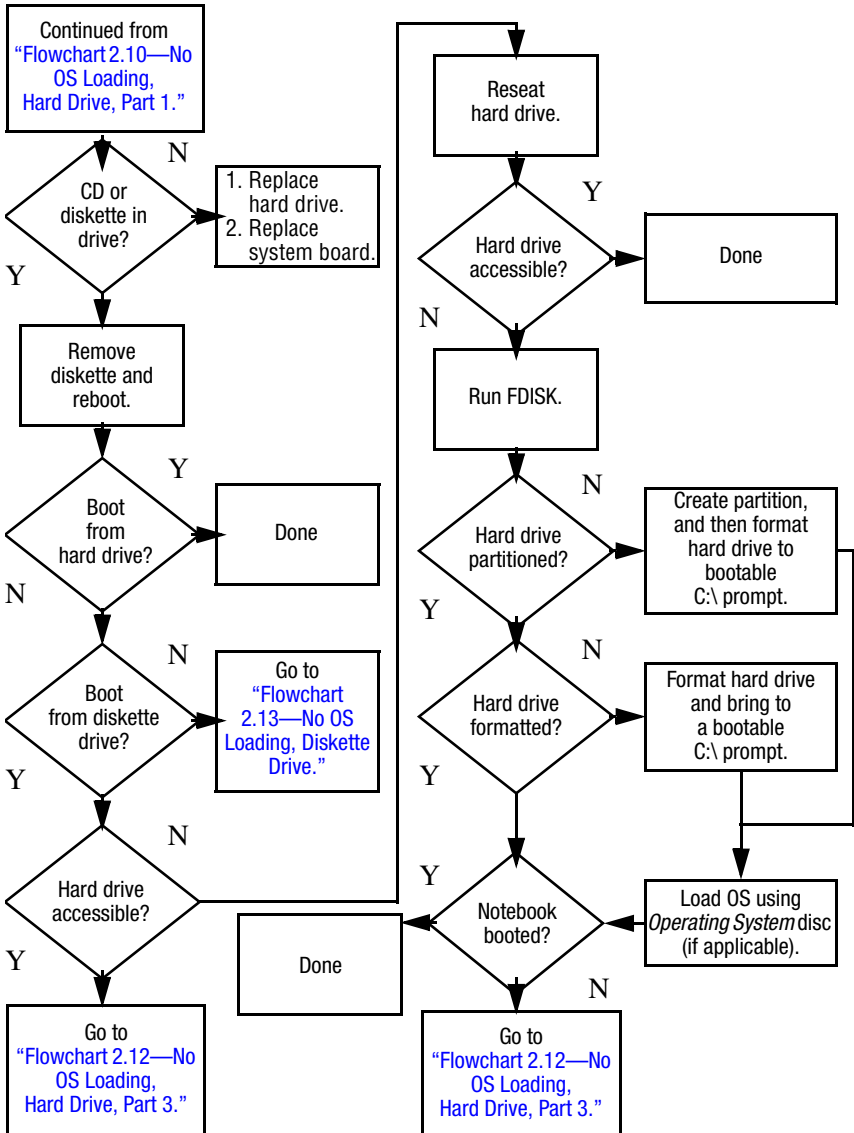 Continued from
“Flowchart 2.10—No
OS Loading,
Hard Drive, Part 1.”
N
CD or
diskette in
drive?
1. Replace
hard drive.
2. Replace
system board.
Y
Remove
diskette and
reboot.
Y
Boot
from
hard drive?
Done
N
N
Boot
from diskette
drive?
Go to
“Flowchart
2.13—No OS
Loading, Diskette
Drive.”
Y
N
Hard drive
accessible?
Y
Go to
“Flowchart 2.12—No
OS Loading,
Hard Drive, Part 3.”
Reseat
hard drive.
Y
Hard drive
accessible?
Done
N
Run FDISK.
N
Hard drive
partitioned?
Create partition,
and then format
hard drive to
bootable
C:\ prompt.
Y
N
Hard drive
formatted?
Format hard drive
and bring to
a bootable
C:\ prompt.
Y
Load OS using
Operating System disc
(if applicable).
Y
Notebook
booted?
Done
N
Go to
“Flowchart 2.12—No
OS Loading,
Hard Drive, Part 3.”